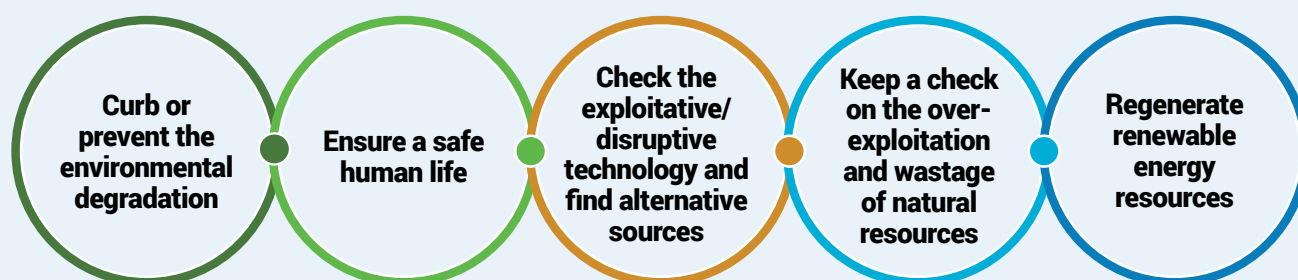 Curb or
prevent the
environmental
degradation
Ensure a safe
human life
Check the
exploitative/
disruptive
technology and
find alternative
sources
Keep a check
on the over-
exploitation
and wastage
of natural
resources
Regenerate
renewable
energy
resources